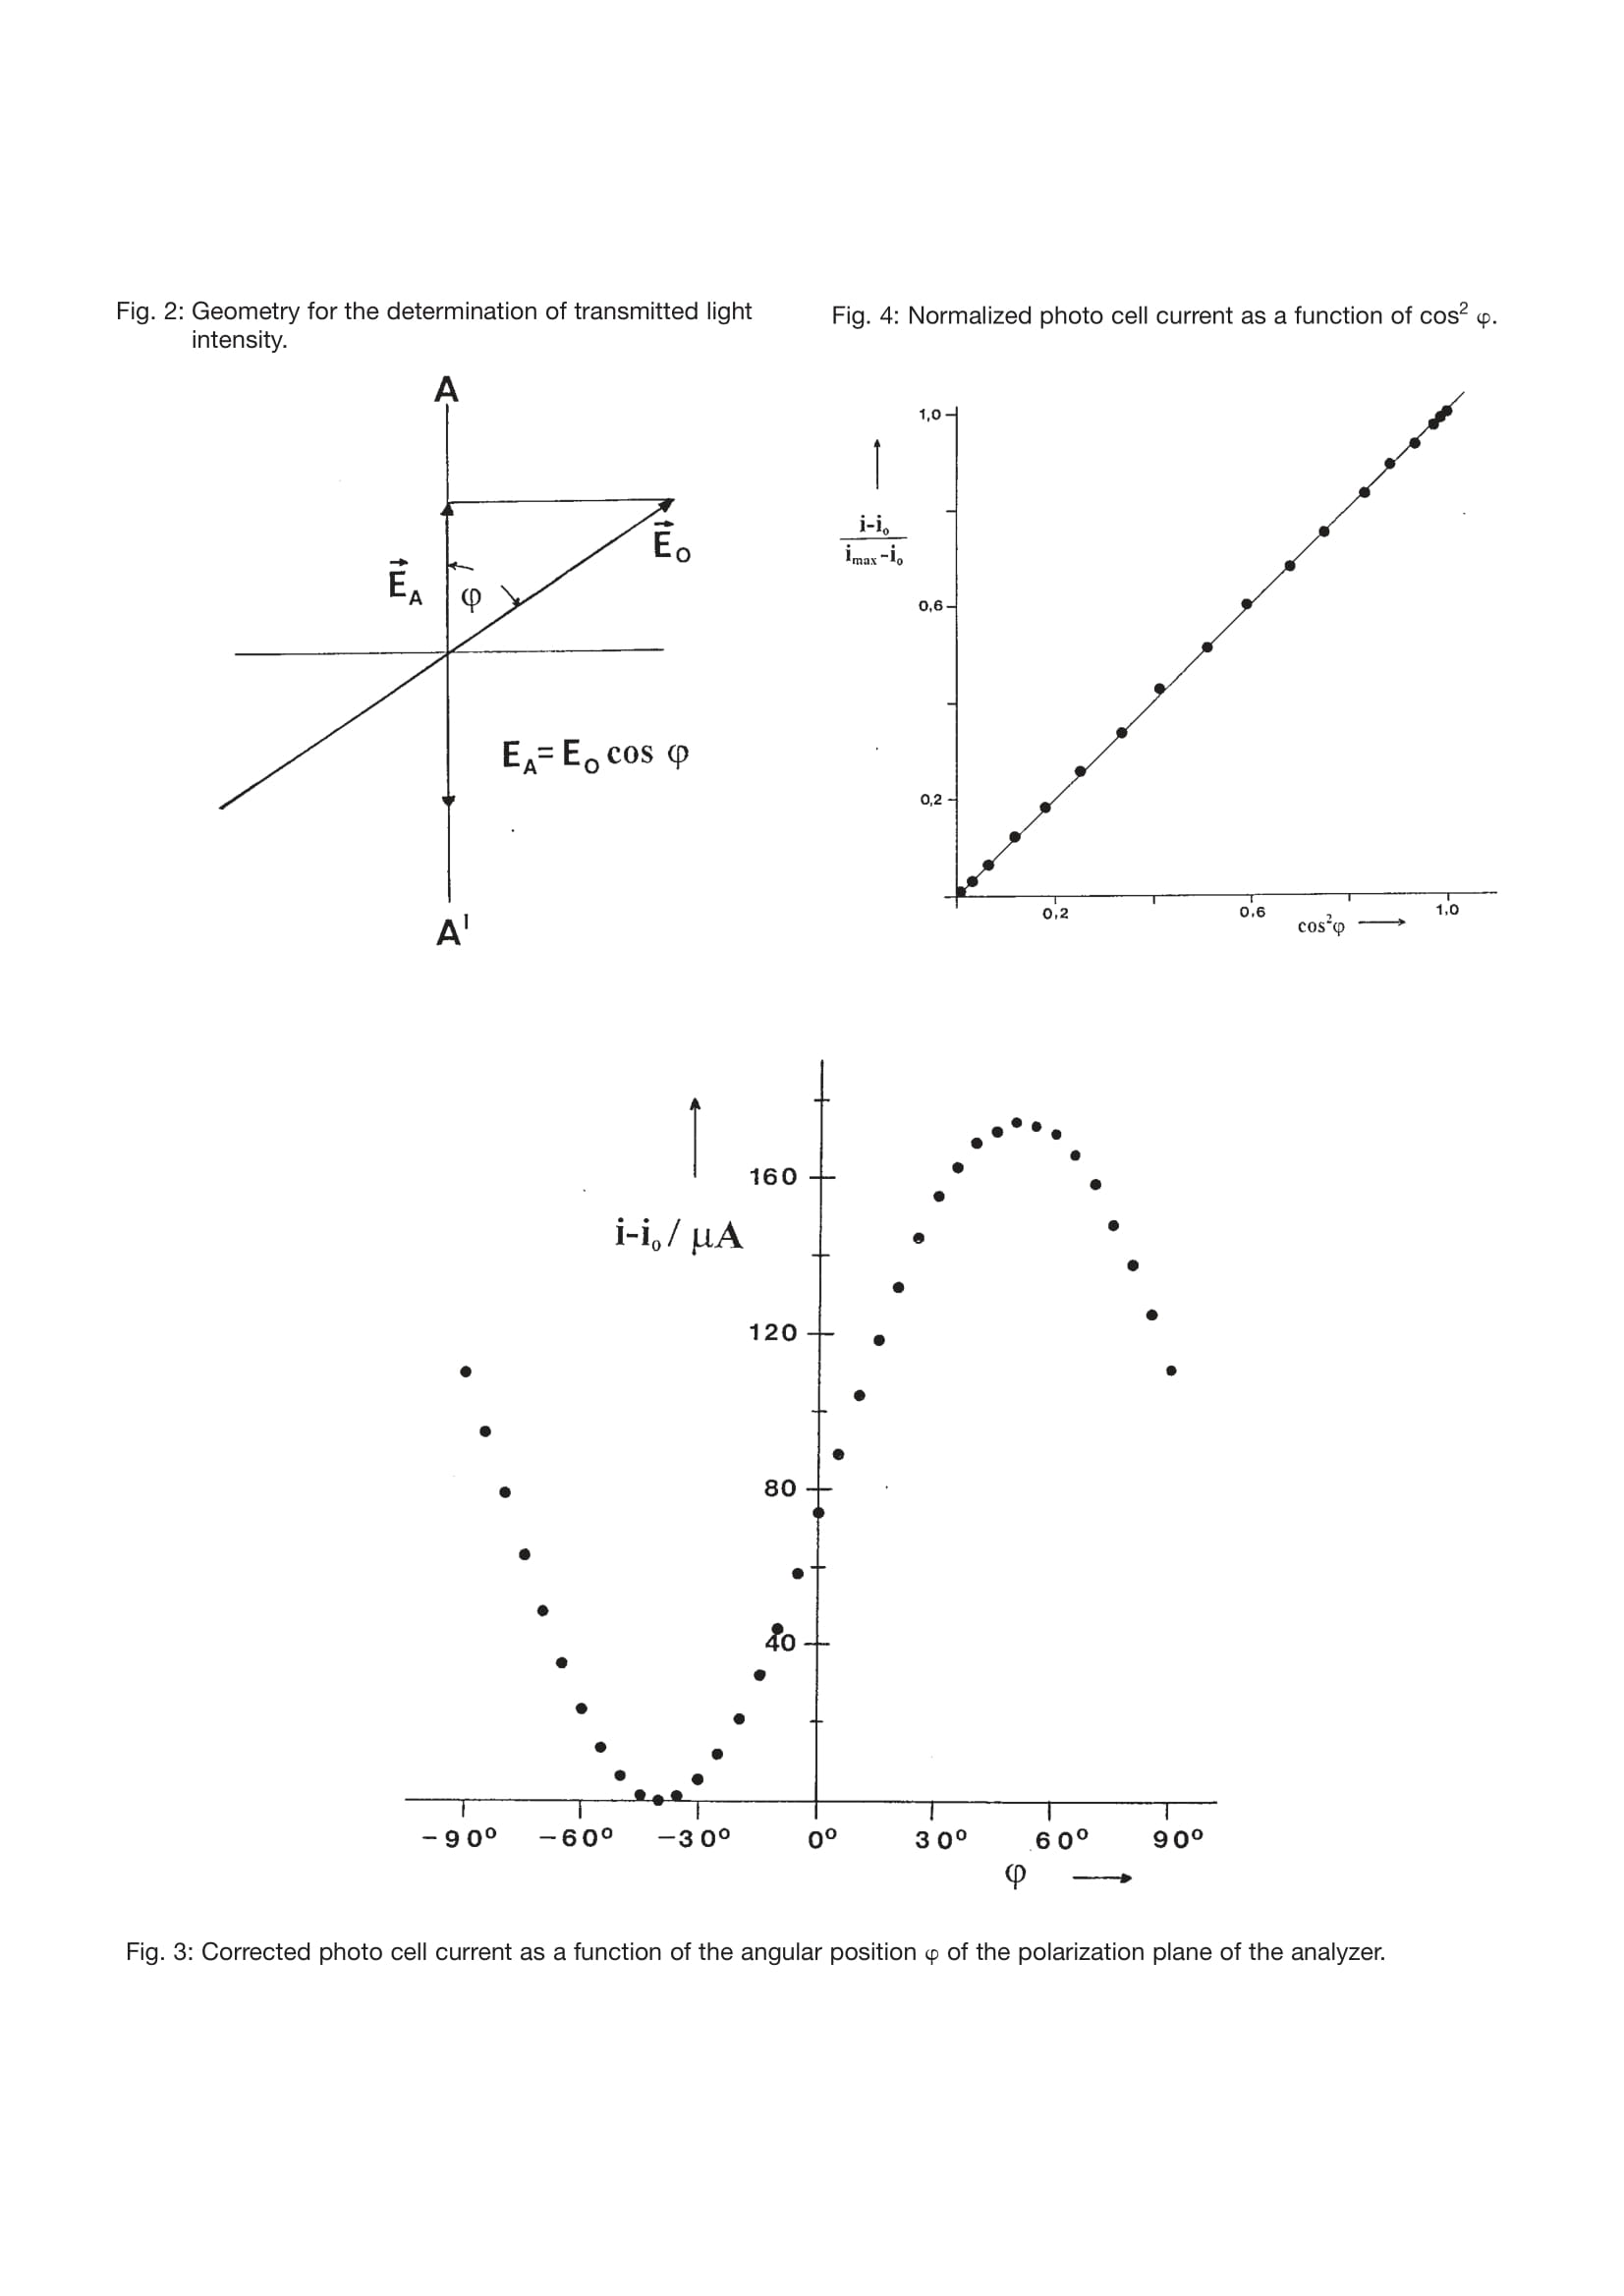 Fig. 2: Geometry for the determination of transmitted light
intensity.
A
E⃗O
E⃗A
φ
EA= EO cos φ
A'
Fig. 4: Normalized photo cell current as a function of cos² φ.
1,0
i-i₀
imax-i₀
0,6
0,2
0,2
0,6
1,0
cos²φ
160
i-i₀/ μA
120
80
40
-90° -60° -30° 0° 30° 60° 90°
φ
Fig. 3: Corrected photo cell current as a function of the angular position φ of the polarization plane of the analyzer.